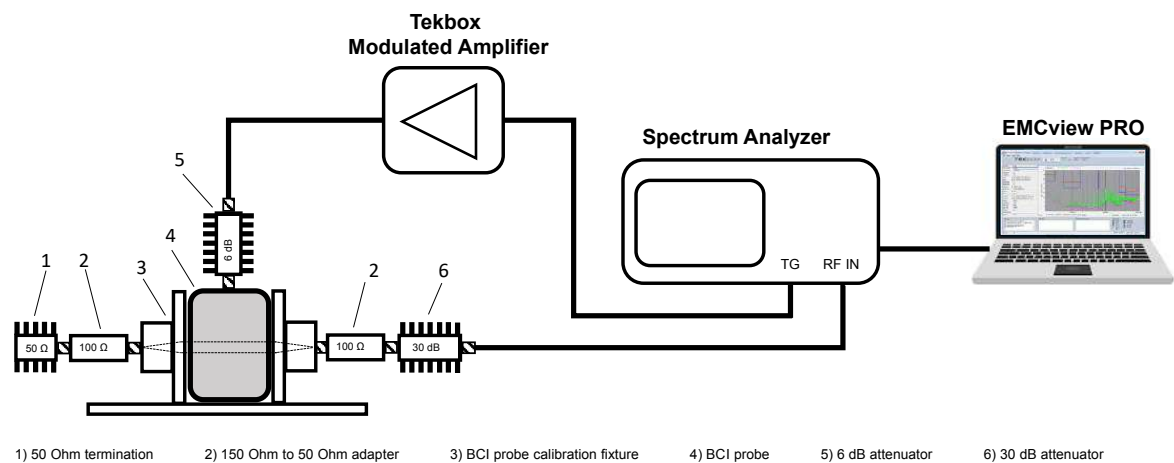 Tekbox
Modulated Amplifier
Spectrum Analyzer
EMCview PRO
5
6 dB
4
TG
RF IN
1
2
3
2
6
50 Ω
100 Ω
100 Ω
30 dB
1) 50 Ohm termination
2) 150 Ohm to 50 Ohm adapter
3) BCI probe calibration fixture
4) BCI probe
5) 6 dB attenuator
6) 30 dB attenuator